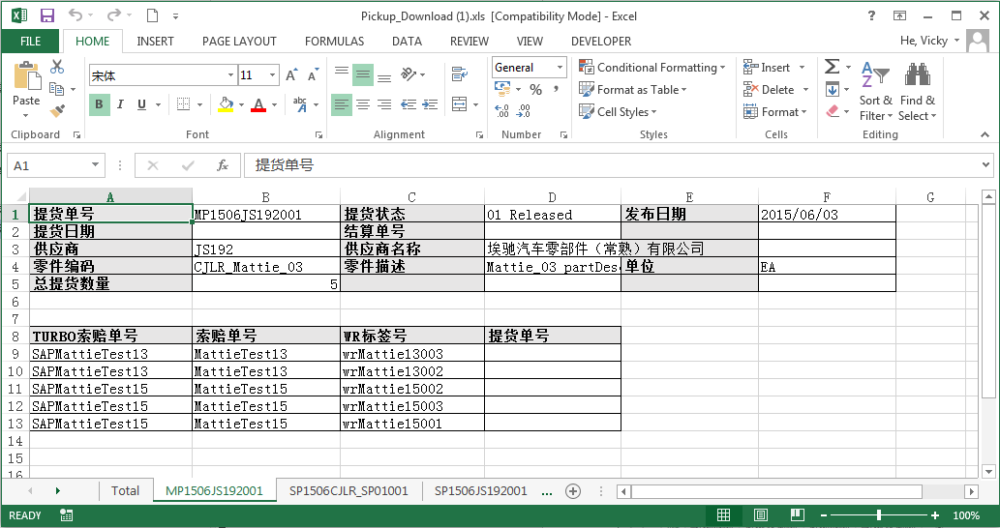 Pickup_Download (1).xls [Compatibility Mode] - Excel
FILE HOME INSERT PAGE LAYOUT FORMULAS DATA REVIEW VIEW DEVELOPER He, Vicky
Paste
宋体 11
B I U abc
General
% ,
Conditional Formatting
Format as Table
Cell Styles
Insert
Delete
Format
Sort & Filter
Find & Select
Clipboard Font Alignment Number Styles Cells Editing
A1 fx 提货单号
A B C D E F G
1 提货单号 MP1506JS192001 提货状态 01 Released 发布日期 2015/06/03
2 提货日期 结算单号
3 供应商 JS192 供应商名称 埃驰汽车零部件（常熟）有限公司
4 零件编码 CJLR_Mattie_03 零件描述 Mattie_03 partDes 单位 EA
5 总提货数量 5
6
7
8 TURBO索赔单号 索赔单号 WR标签号 提货单号
9 SAPMattieTest13 MattieTest13 wrMattie13003
10 SAPMattieTest13 MattieTest13 wrMattie13002
11 SAPMattieTest15 MattieTest15 wrMattie15002
12 SAPMattieTest15 MattieTest15 wrMattie15003
13 SAPMattieTest15 MattieTest15 wrMattie15001
14
15
16
Total MP1506JS192001 SP1506CJLR_SP01001 SP1506JS192001 ...
READY 100%